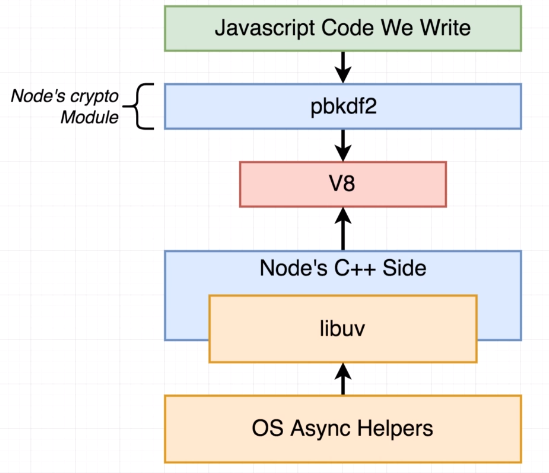 Javascript Code We Write
Node's crypto
Module
pbkdf2
V8
Node's C++ Side
libuv
OS Async Helpers